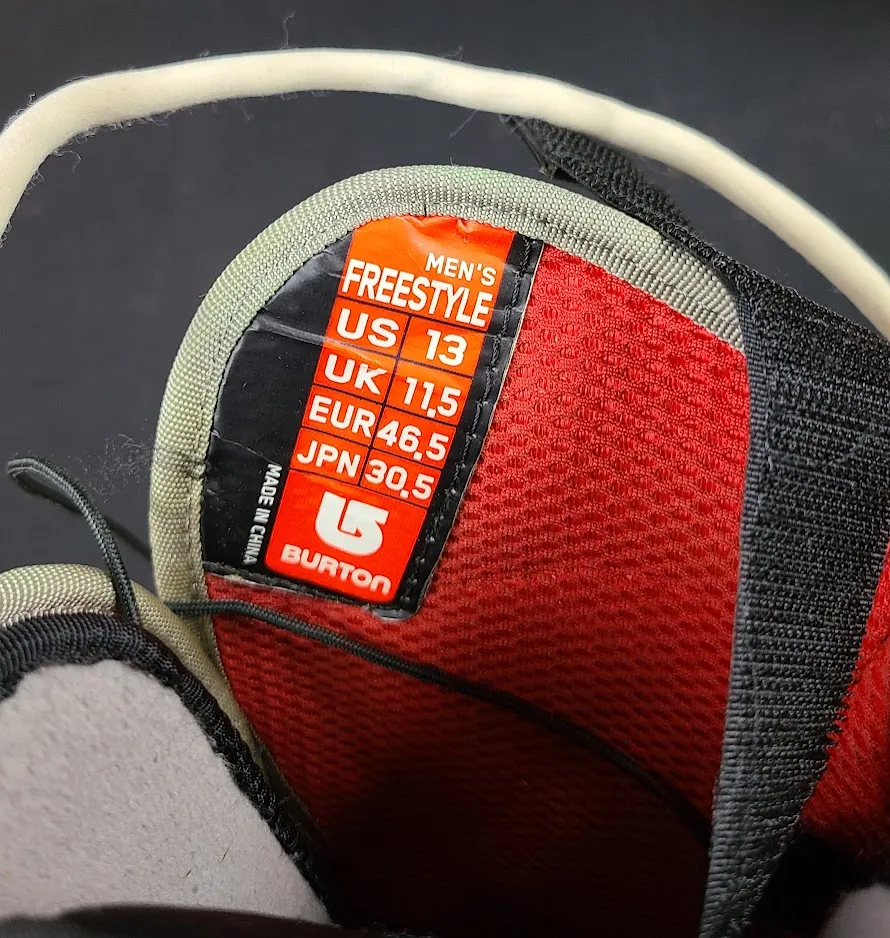 MEN'S
FREESTYLE
US 13
UK 11.5
EUR 46.5
JPN 30.5
BURTON
MADE IN CHINA